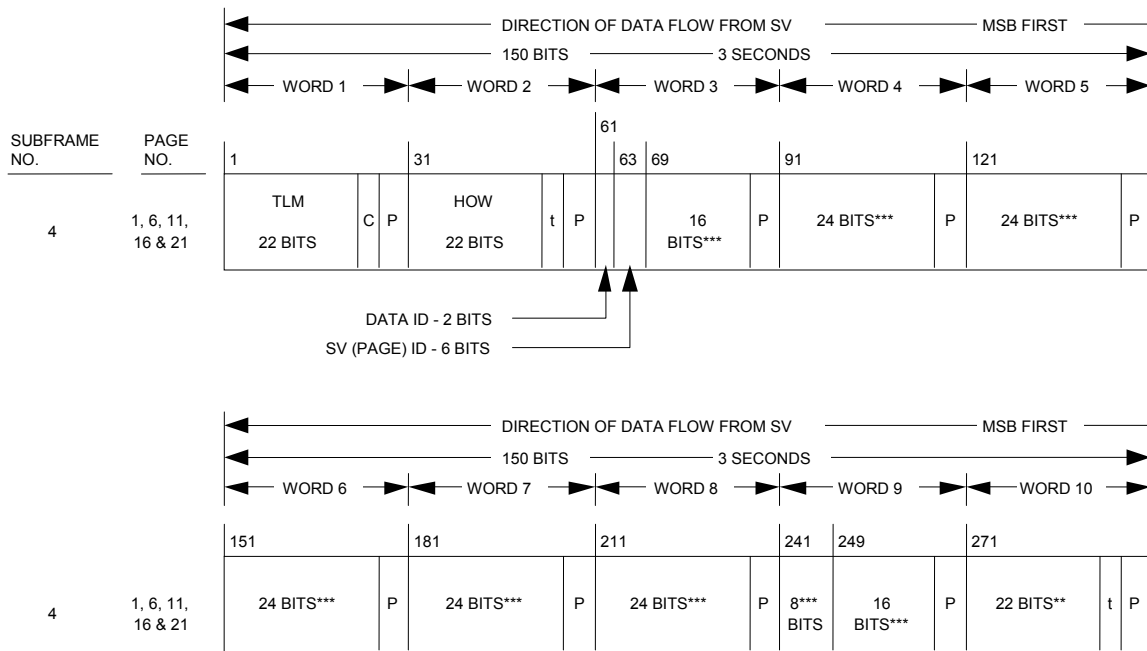 DIRECTION OF DATA FLOW FROM SV MSB FIRST
150 BITS 3 SECONDS
WORD 1 WORD 2 WORD 3 WORD 4 WORD 5
SUBFRAME NO.
PAGE NO.
1 31 61 63 69 91 121
4
1, 6, 11,
16 & 21
TLM
22 BITS
C
P
HOW
22 BITS
t
P
16
BITS***
P
24 BITS***
P
24 BITS***
P
DATA ID - 2 BITS
SV (PAGE) ID - 6 BITS
DIRECTION OF DATA FLOW FROM SV MSB FIRST
150 BITS 3 SECONDS
WORD 6 WORD 7 WORD 8 WORD 9 WORD 10
151 181 211 241 249 271
4
1, 6, 11,
16 & 21
24 BITS***
P
24 BITS***
P
24 BITS***
P
8***
BITS
16
BITS***
P
22 BITS**
t
P